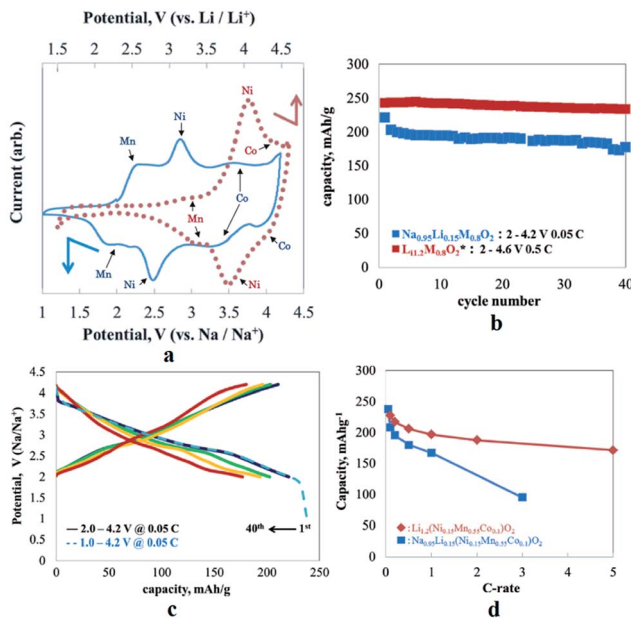 Potential, V (vs. Li / Li⁺)
1.5 2 2.5 3 3.5 4 4.5
Current (arb.)
Ni
Ni
Mn
Co
Co
Mn
Co
Mn
Ni
Ni
1 1.5 2 2.5 3 3.5 4 4.5
Potential, V (vs. Na / Na⁺)
a
capacity, mAh/g
300
250
200
150
100
50
0
Na₀.₉₅Li₀.₁₅M₀.₈O₂ : 2 - 4.2 V 0.05 C
Li1.2M₀.₈O₂* : 2 - 4.6 V 0.5 C
0 10 20 30 40
cycle number
b
Potential, V (Na/Na⁺)
4.5
4
3.5
3
2.5
2
1.5
1
0.5
0
2.0 – 4.2 V @ 0.05 C
1.0 – 4.2 V @ 0.05 C
40ᵗʰ 1ˢᵗ
0 50 100 150 200 250
capacity, mAh/g
c
Capacity, mAhg⁻¹
300
250
200
150
100
50
0
: Li₁.₂(Ni₀.₁₅Mn₀.₅₅Co₀.₁)O₂
: Na₀.₉₅Li₀.₁₅(Ni₀.₁₅Mn₀.₅₅Co₀.₁)O₂
0 1 2 3 4 5
C-rate
d